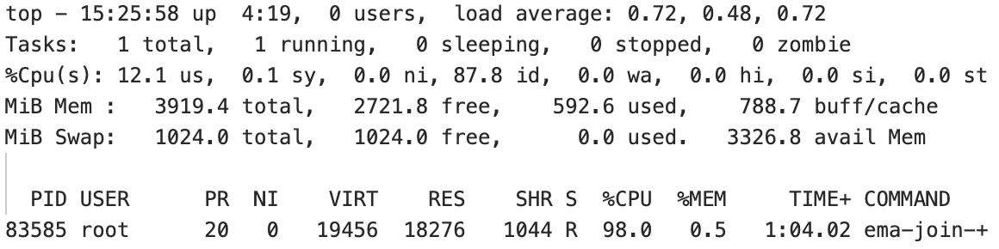 top - 15:25:58 up  4:19,  0 users,  load average: 0.72, 0.48, 0.72
Tasks:   1 total,   1 running,   0 sleeping,   0 stopped,   0 zombie
%Cpu(s): 12.1 us,  0.1 sy,  0.0 ni, 87.8 id,  0.0 wa,  0.0 hi,  0.0 si,  0.0 st
MiB Mem :   3919.4 total,   2721.8 free,    592.6 used,    788.7 buff/cache
MiB Swap:   1024.0 total,   1024.0 free,      0.0 used.   3326.8 avail Mem
  PID USER      PR  NI    VIRT    RES    SHR S  %CPU  %MEM     TIME+ COMMAND
83585 root      20   0   19456  18276   1044 R  98.0   0.5   1:04.02 ema-join-+